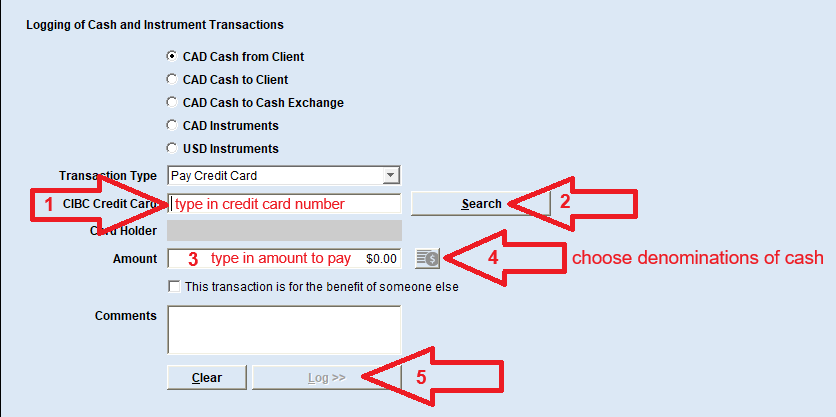 Logging of Cash and Instrument Transactions
CAD Cash from Client
CAD Cash to Client
CAD Cash to Cash Exchange
CAD Instruments
USD Instruments
Transaction Type Pay Credit Card
1 CIBC Credit Card type in credit card number Search 2
Card Holder
Amount 3 type in amount to pay $0.00 4 choose denominations of cash
This transaction is for the benefit of someone else
Comments
Clear Log >> 5